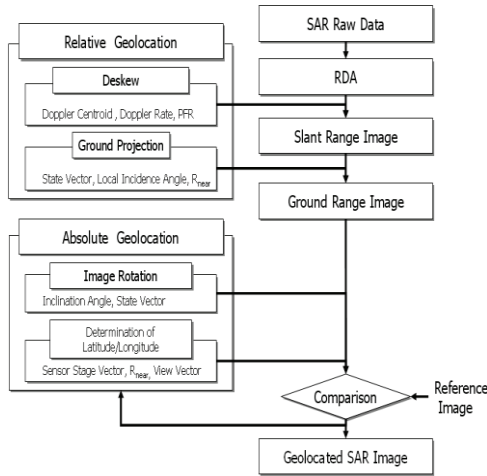 Relative Geolocation
Deskew
Doppler Centroid , Doppler Rate, PFR
Ground Projection
State Vector, Local Incidence Angle, Rnear
Absolute Geolocation
Image Rotation
Inclination Angle, State Vector
Determination of
Latitude/Longitude
Sensor Stage Vector, Rnear, View Vector
SAR Raw Data
RDA
Slant Range Image
Ground Range Image
Comparison
Reference
Image
Geolocated SAR Image